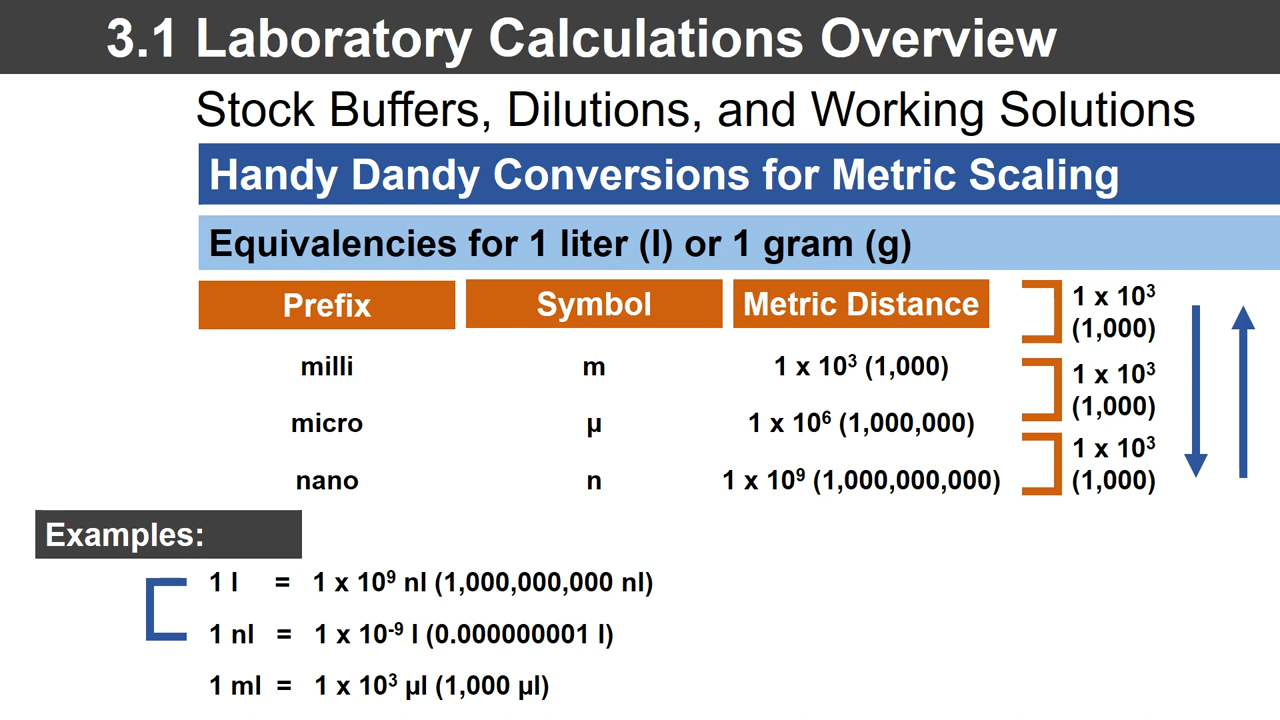 3.1 Laboratory Calculations Overview
Stock Buffers, Dilutions, and Working Solutions
Handy Dandy Conversions for Metric Scaling
Equivalencies for 1 liter (l) or 1 gram (g)
Prefix Symbol Metric Distance
1 x 10³
(1,000)
milli m 1 x 10³ (1,000)
1 x 10³
(1,000)
micro µ 1 x 10⁶ (1,000,000)
1 x 10³
(1,000)
nano n 1 x 10⁹ (1,000,000,000)
Examples:
1 l = 1 x 10⁹ nl (1,000,000,000 nl)
1 nl = 1 x 10⁻⁹ l (0.000000001 l)
1 ml = 1 x 10³ µl (1,000 µl)